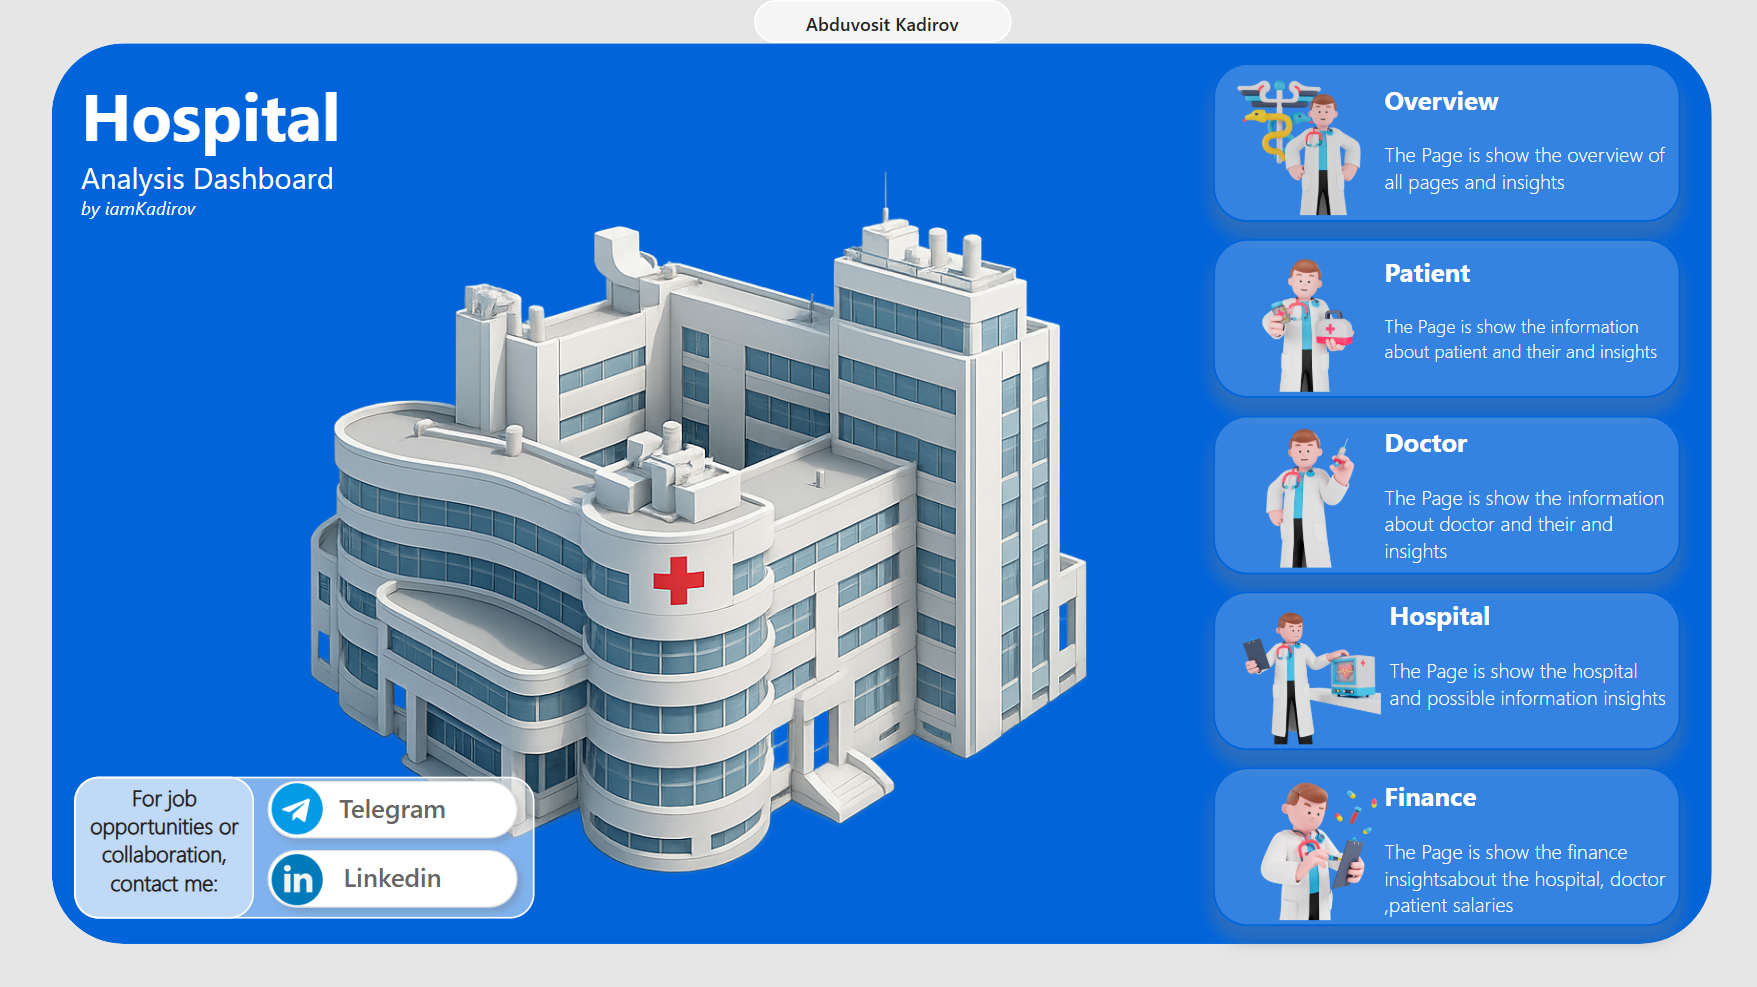 Abduvosit Kadirov
Hospital
Analysis Dashboard
by iamKadirov
Overview
The Page is show the overview of
all pages and insights
Patient
The Page is show the information
about patient and their and insights
Doctor
The Page is show the information
about doctor and their and
insights
Hospital
The Page is show the hospital
and possible information insights
Finance
The Page is show the finance
insightsabout the hospital, doctor
,patient salaries
For job
opportunities or
collaboration,
contact me:
Telegram
in
Linkedin